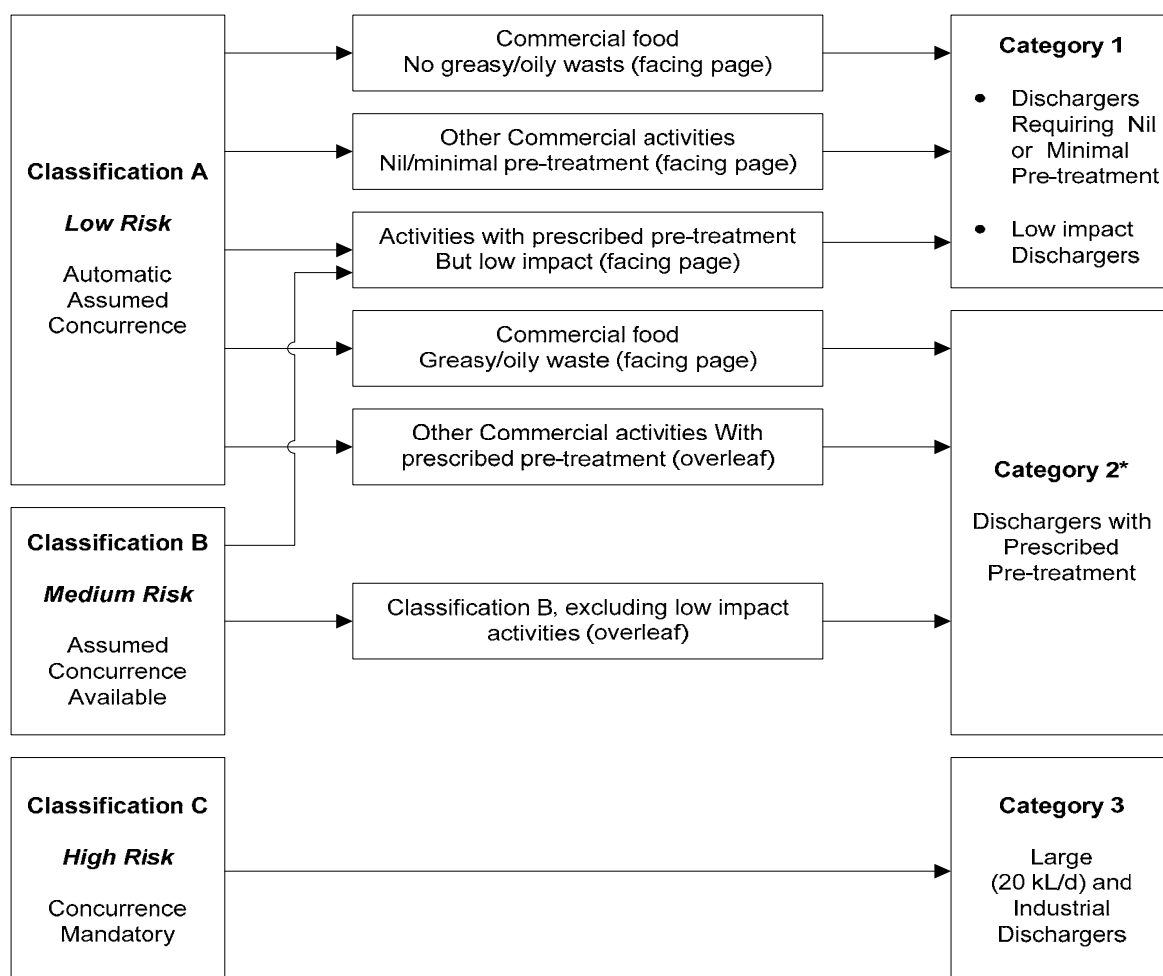 Classification A
Low Risk
Automatic
Assumed
Concurrence
Classification B
Medium Risk
Assumed
Concurrence
Available
Classification C
High Risk
Concurrence
Mandatory
Commercial food
No greasy/oily wasts (facing page)
Other Commercial activities
Nil/minimal pre-treatment (facing page)
Activities with prescribed pre-treatment
But low impact (facing page)
Commercial food
Greasy/oily waste (facing page)
Other Commercial activities With
prescribed pre-treatment (overleaf)
Classification B, excluding low impact
activities (overleaf)
Category 1
• Dischargers
Requiring Nil
or Minimal
Pre-treatment
• Low impact
Dischargers
Category 2*
Dischargers with
Prescribed
Pre-treatment
Category 3
Large
(20 kL/d) and
Industrial
Dischargers